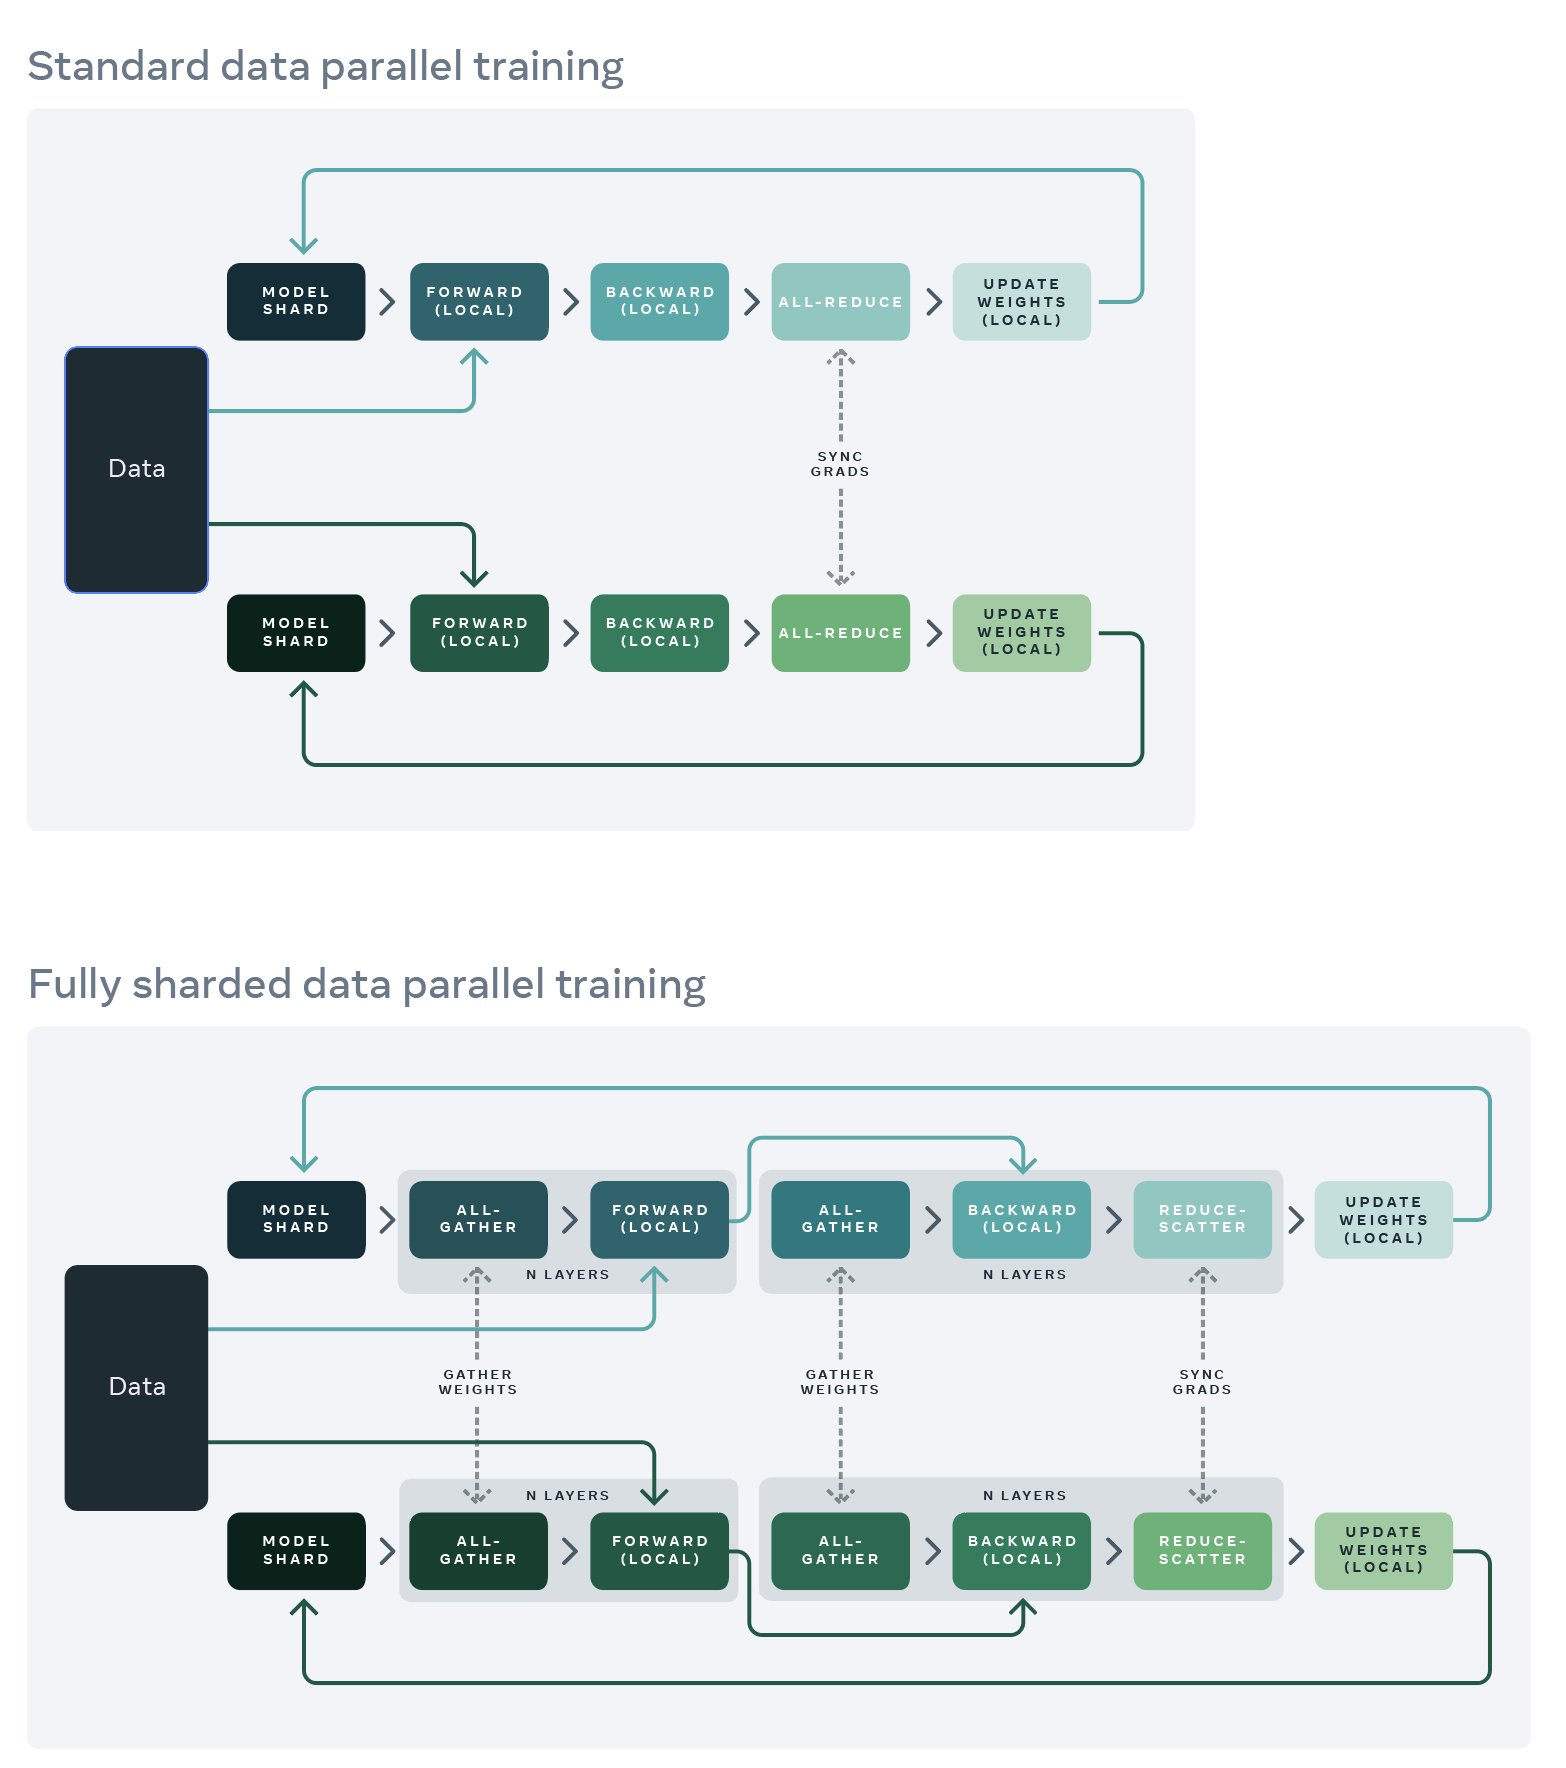 Standard data parallel training
MODEL
SHARD
FORWARD
(LOCAL)
BACKWARD
(LOCAL)
ALL-REDUCE
UPDATE
WEIGHTS
(LOCAL)
Data
SYNC
GRADS
MODEL
SHARD
FORWARD
(LOCAL)
BACKWARD
(LOCAL)
ALL-REDUCE
UPDATE
WEIGHTS
(LOCAL)
Fully sharded data parallel training
MODEL
SHARD
ALL-
GATHER
FORWARD
(LOCAL)
N LAYERS
ALL-
GATHER
BACKWARD
(LOCAL)
REDUCE-
SCATTER
N LAYERS
UPDATE
WEIGHTS
(LOCAL)
Data
GATHER
WEIGHTS
GATHER
WEIGHTS
SYNC
GRADS
MODEL
SHARD
N LAYERS
ALL-
GATHER
FORWARD
(LOCAL)
N LAYERS
ALL-
GATHER
BACKWARD
(LOCAL)
REDUCE-
SCATTER
UPDATE
WEIGHTS
(LOCAL)